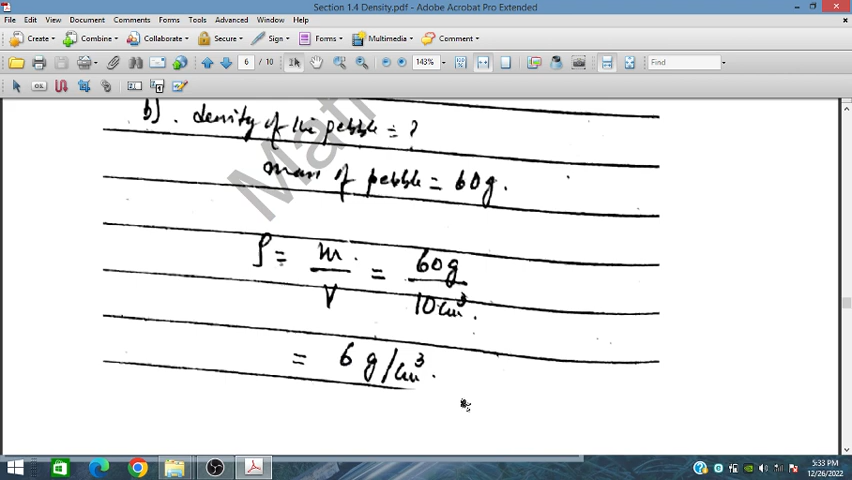 Section 1.4 Density.pdf - Adobe Acrobat Pro Extended
File Edit View Document Comments Forms Tools Advanced Window Help
Create Combine Collaborate Secure Sign Forms Multimedia Comment
6 / 10 143% Find
b). density of the pebble = ?
mass of pebble = 60g.
ρ = m / V = 60g / 10cm³.
= 6 g/cm³.
5:33 PM
12/26/2022